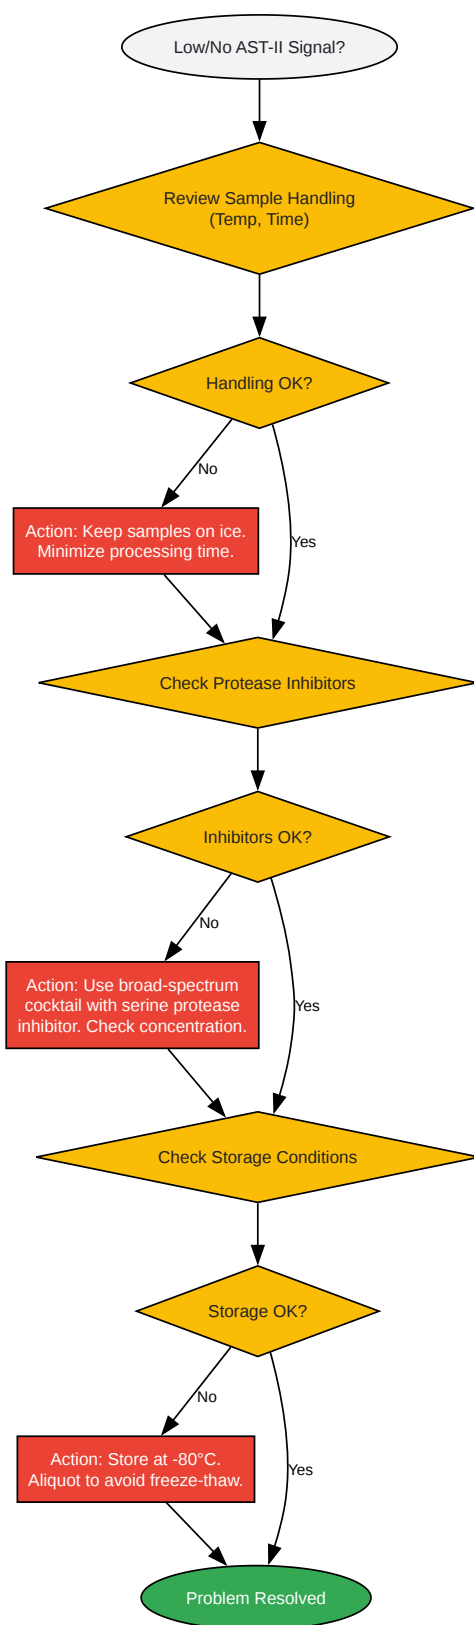 Low/No AST-II Signal?
Review Sample Handling
(Temp, Time)
Handling OK?
No
Yes
Action: Keep samples on ice.
Minimize processing time.
Check Protease Inhibitors
Inhibitors OK?
No
Yes
Action: Use broad-spectrum
cocktail with serine protease
inhibitor. Check concentration.
Check Storage Conditions
Storage OK?
No
Yes
Action: Store at -80°C.
Aliquot to avoid freeze-thaw.
Problem Resolved